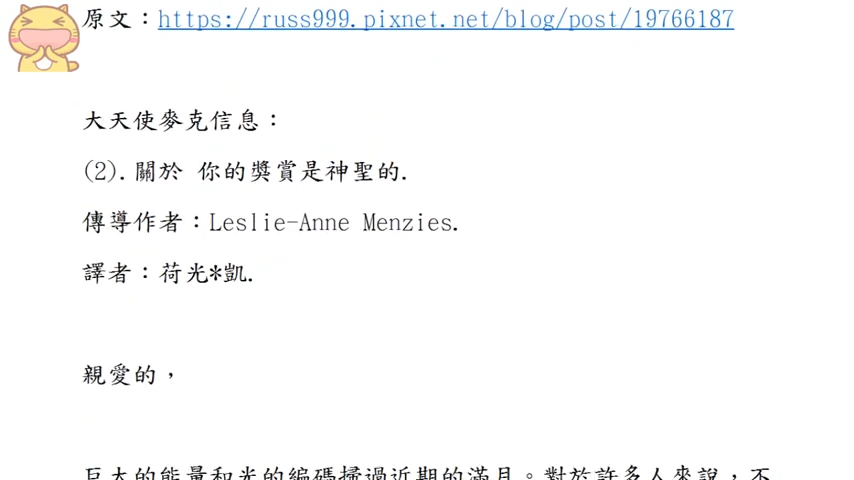 原文：https://russ999.pixnet.net/blog/post/19766187
大天使麥克信息：
(2).關於 你的獎賞是神聖的.
傳導作者：Leslie-Anne Menzies.
譯者：荷光*凱.
親愛的，
巨大的能量和光的編碼掃過近期的滿月。對於許多人來說，不